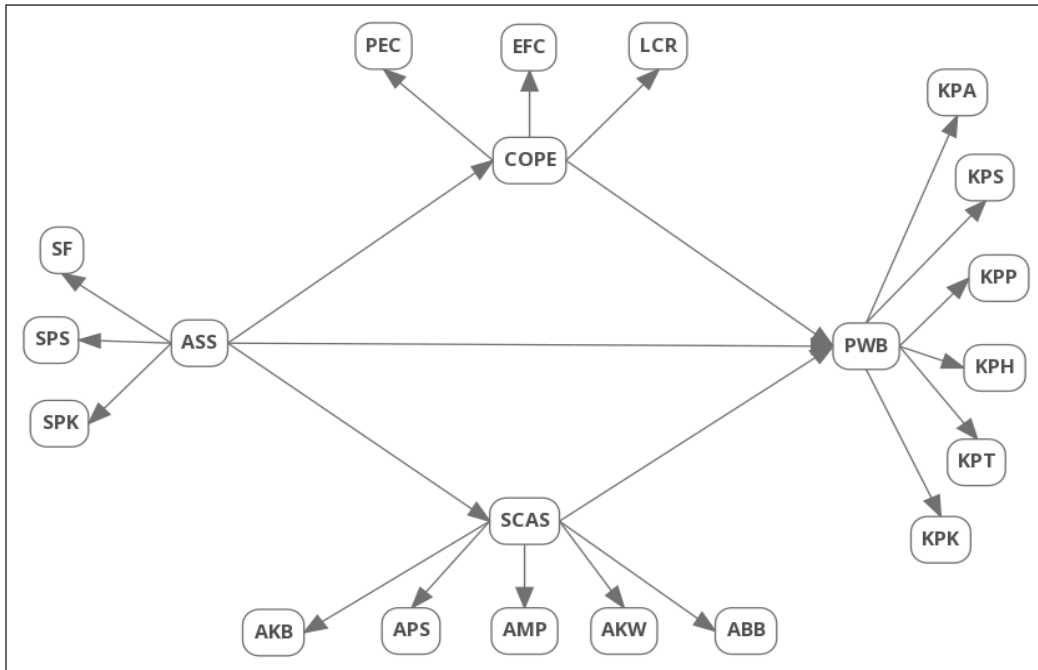 PEC
EFC
LCR
KPA
COPE
KPS
SF
KPP
SPS
ASS
PWB
KPH
SPK
KPT
SCAS
KPK
AKB
APS
AMP
AKW
ABB